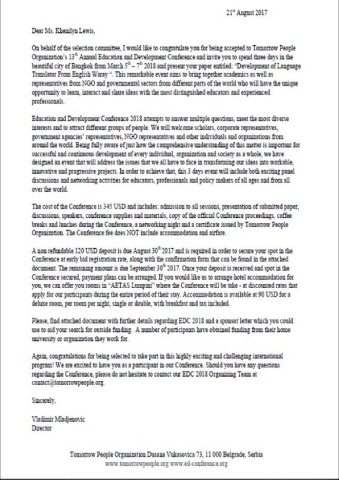 21st August 2017
Dear Ms. Khenilyn Lewis,
On behalf of the selection committee, I would like to congratulate you for being accepted to Tomorrow People
Organization's 13th Annual Education and Development Conference and invite you to spend three days in the
beautiful city of Bangkok from March 5th – 7th 2018 and present your paper entitled: "Development of Language
Translator From English Waray ". This remarkable event aims to bring together academics as well as
representatives from NGO and governmental sectors from different parts of the world who will have the unique
opportunity to learn, interact and share ideas with the most distinguished educators and experienced
professionals.
Education and Development Conference 2018 attempts to answer multiple questions, meet the most diverse
interests and to attract different groups of people. We will welcome scholars, corporate representatives,
government agencies' representatives, NGO representatives and other individuals and organizations from
around the world. Being fully aware of just how the comprehensive understanding of this matter is important for
successful and continuous development of every individual, organization and society as a whole, we have
designed an event that will address the issues that we all have to face in transforming our ideas into workable,
innovative and progressive projects. In order to achieve that, this 3 days event will include both exciting panel
discussions and networking activities for educators, professionals and policy makers of all ages and from all
over the world.
The cost of the Conference is 345 USD and includes: admission to all sessions, presentation of submitted paper,
discussions, speakers, conference supplies and materials, copy of the official Conference proceedings, coffee
breaks and lunches during the Conference, a networking night and a certificate issued by Tomorrow People
Organization. The Conference fee does NOT include accommodation and airfare.
A non refundable 120 USD deposit is due August 30th 2017 and is required in order to secure your spot in the
Conference at early bird registration rate, along with the confirmation form that can be found in the attached
document. The remaining amount is due September 30th 2017. Once your deposit is received and spot in the
Conference secured, payment plans can be arranged. If you would like us to arrange hotel accommodation for
you, we can offer you rooms in "AETAS Lumpini" where the Conference will take place - at discounted rates that
apply for our participants during the entire period of their stay. Accommodation is available at 90 USD for a
deluxe room, per room per night, single or double, with breakfast and tax included.
Please, find attached document with further details regarding EDC 2018 and a sponsor letter which you could
use to aid your search for outside funding. A number of participants have obtained funding from their home
university or organization they work for.
Again, congratulations for being selected to take part in this highly exciting and challenging international
program! We are excited to have you as a participant in our Conference. Should you have any questions
regarding the Conference, please do not hesitate to contact our EDC 2018 Organizing Team at
contact@tomorrowpeople.org.
Sincerely,
Vladimir Mladjenovic
Director
Tomorrow People Organization Dusana Vukasovica 73, 11 000 Belgrade, Serbia
www.tomorrowpeople.org www.ed-conference.org